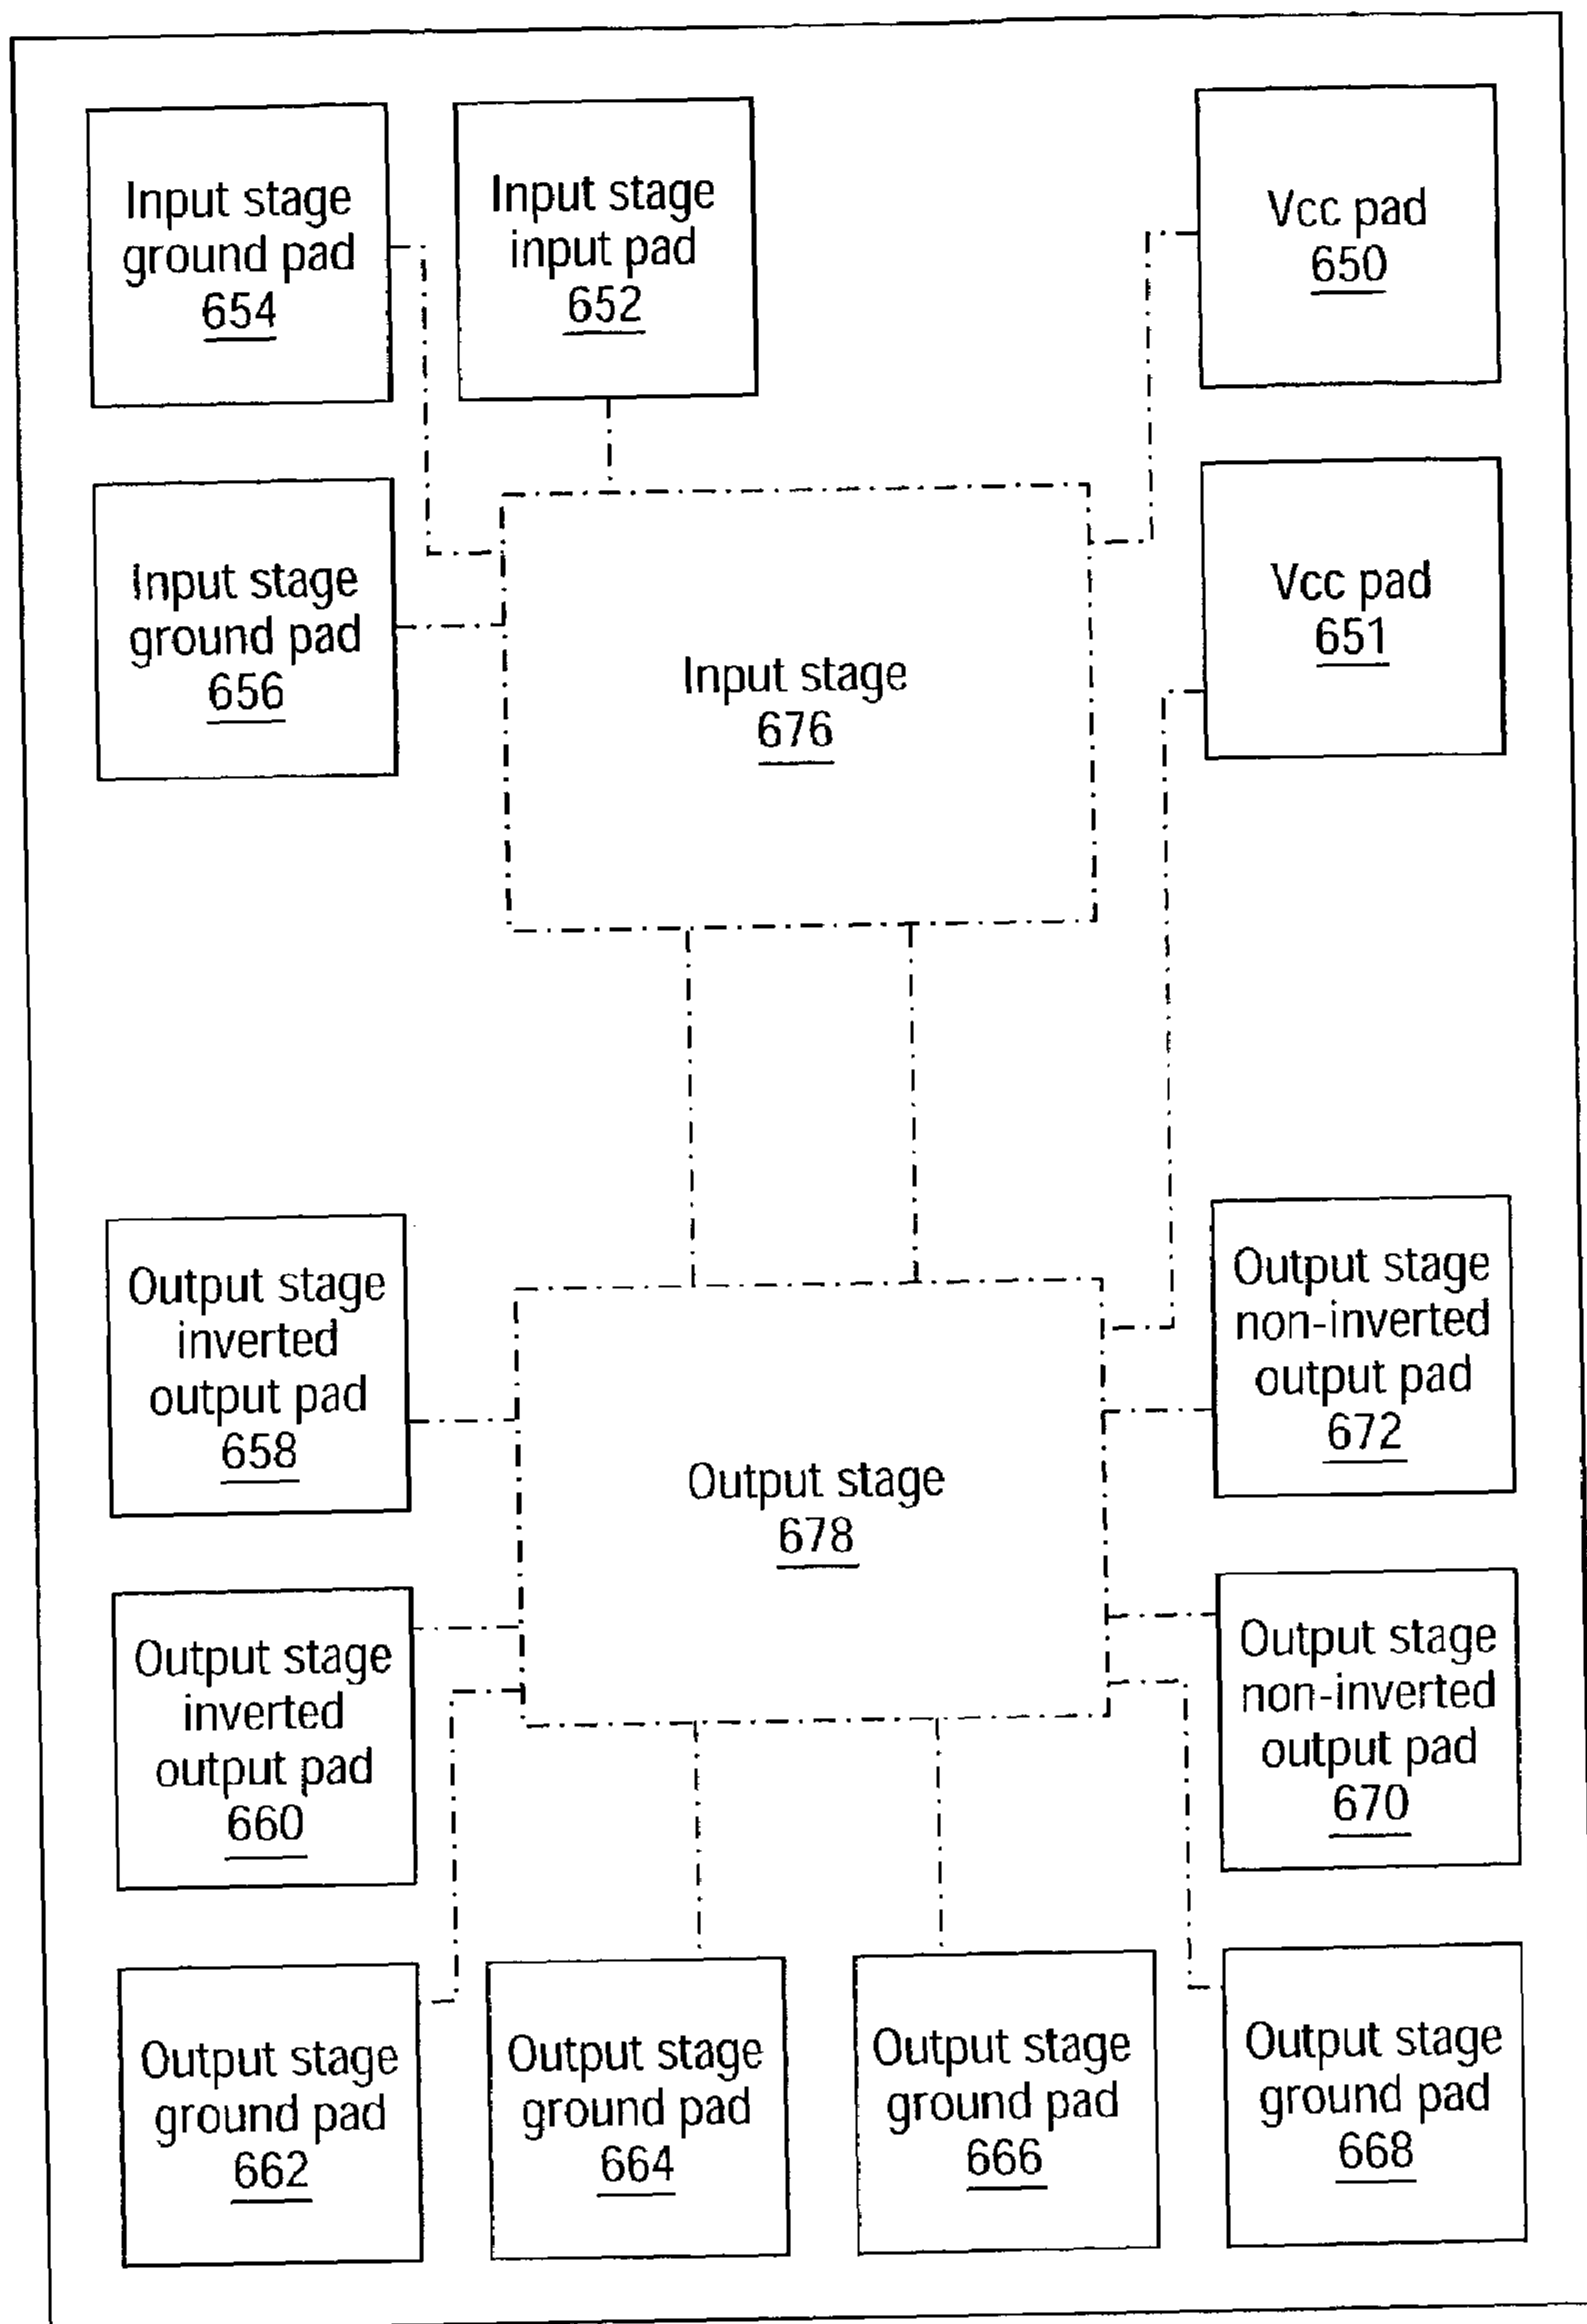 Input stage
ground pad
654
Input stage
input pad
652
Vcc pad
650
Input stage
ground pad
656
Input stage
676
Vcc pad
651
Output stage
inverted
output pad
658
Output stage
678
Output stage
non-inverted
output pad
672
Output stage
inverted
output pad
660
Output stage
non-inverted
output pad
670
Output stage
ground pad
662
Output stage
ground pad
664
Output stage
ground pad
666
Output stage
ground pad
668